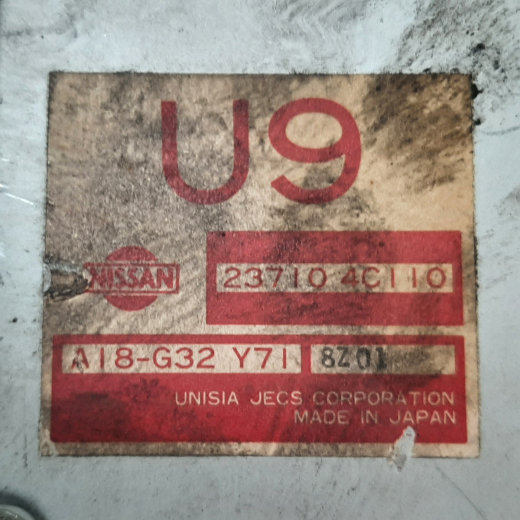 U9
NISSAN
23710 4C110
A18-G32 Y71 8Z01
UNISIA JECS CORPORATION
MADE IN JAPAN